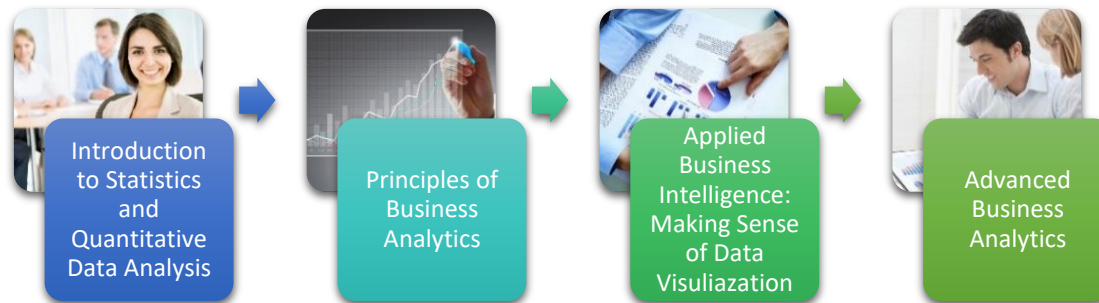 Introduction
to Statistics
and
Quantitative
Data Analysis
Principles of
Business
Analytics
Applied
Business
Intelligence:
Making Sense
of Data
Visuliazation
Advanced
Business
Analytics